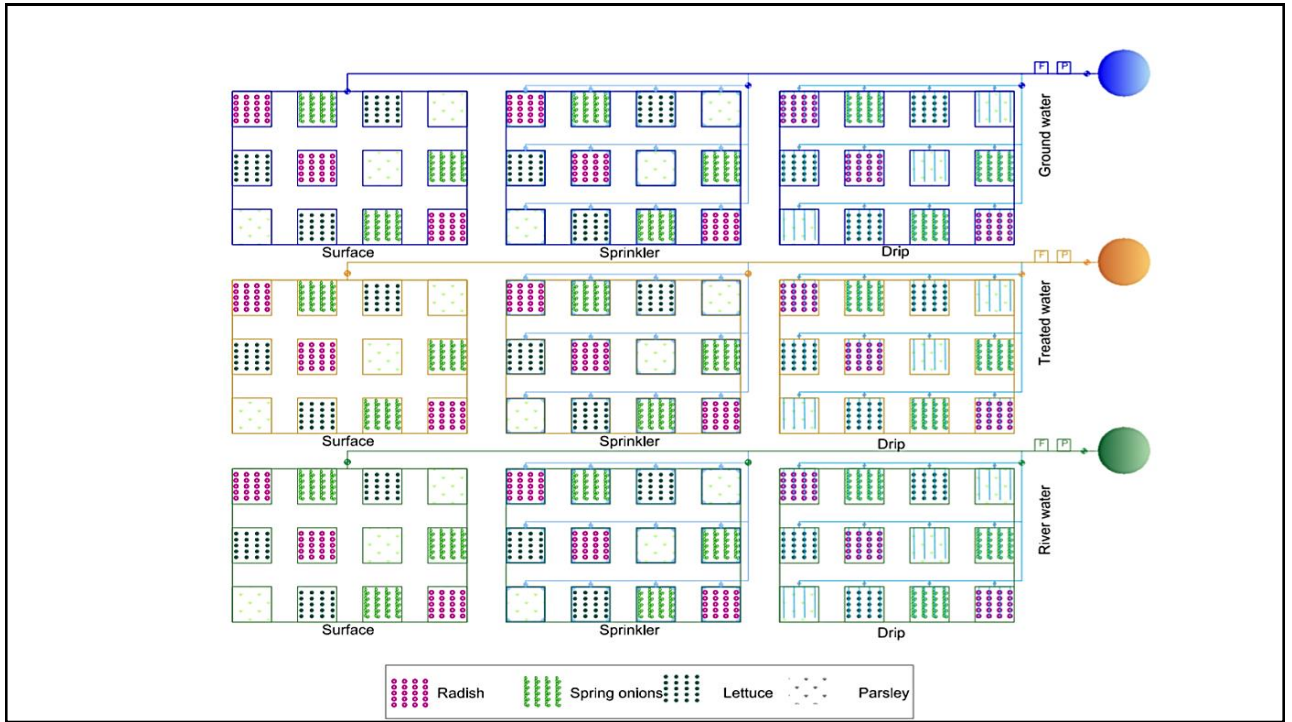 F P
Ground water
Surface Sprinkler Drip
F P
Treated water
Surface Sprinkler Drip
F P
River water
Surface Sprinkler Drip
Radish Spring onions Lettuce Parsley